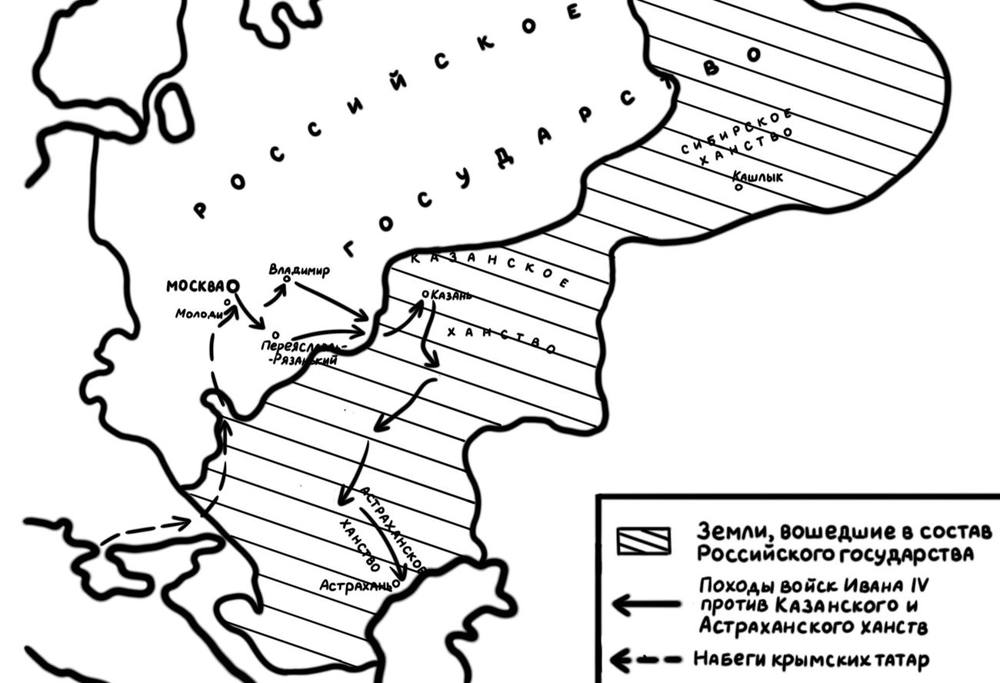 РОССИЙСКОЕ
ГОСУДАРСТВО
СИБИРСКОЕ
ХАНСТВО
Кашлык
КАЗАНСКОЕ
ХАНСТВО
Казань
Владимир
МОСКВА
Молоди
Переяславль-
-Рязанский
АСТРАХАНСКОЕ
ХАНСТВО
Астрахань
Земли, вошедшие в состав
Российского государства
Походы войск Ивана IV
против Казанского и
Астраханского ханств
Набеги крымских татар